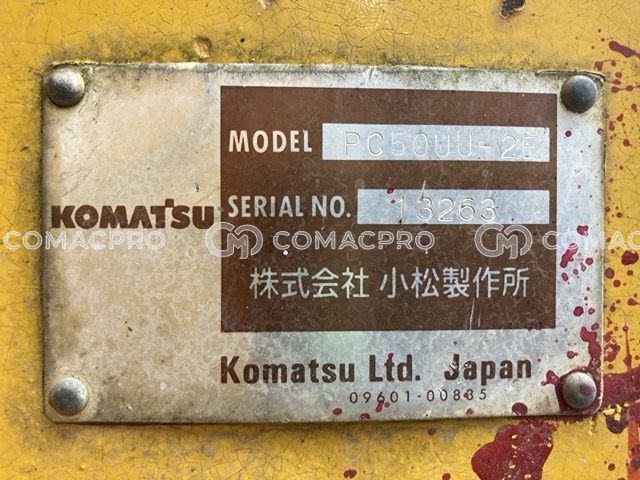 MODEL PC50UU-2E
KOMATSU
SERIAL NO. 13263
COMACPRO COMACPRO COMACPRO
株式会社 小松製作所
Komatsu Ltd. Japan
09601-00835